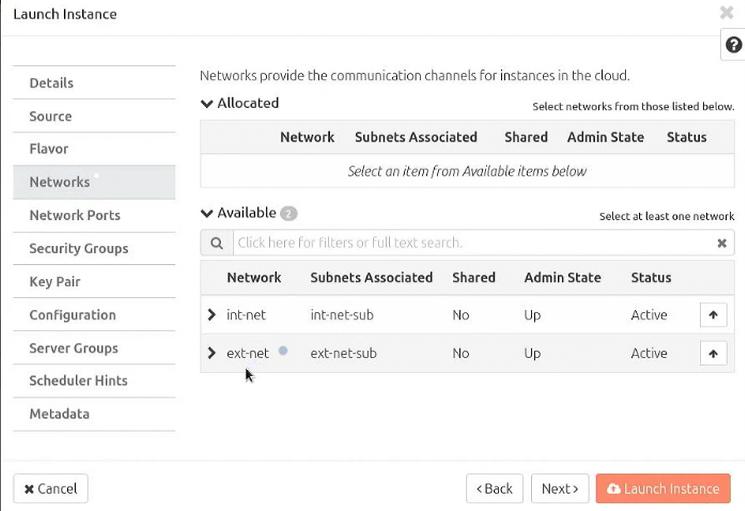 Launch Instance
Details
Source
Flavor
Networks
Network Ports
Security Groups
Key Pair
Configuration
Server Groups
Scheduler Hints
Metadata
Networks provide the communication channels for instances in the cloud.
Allocated
Select networks from those listed below.
Network Subnets Associated Shared Admin State Status
Select an item from Available items below
Available 2
Select at least one network
Click here for filters or full text search.
Network Subnets Associated Shared Admin State Status
int-net int-net-sub No Up Active
ext-net ext-net-sub No Up Active
Cancel
< Back
Next >
Launch Instance